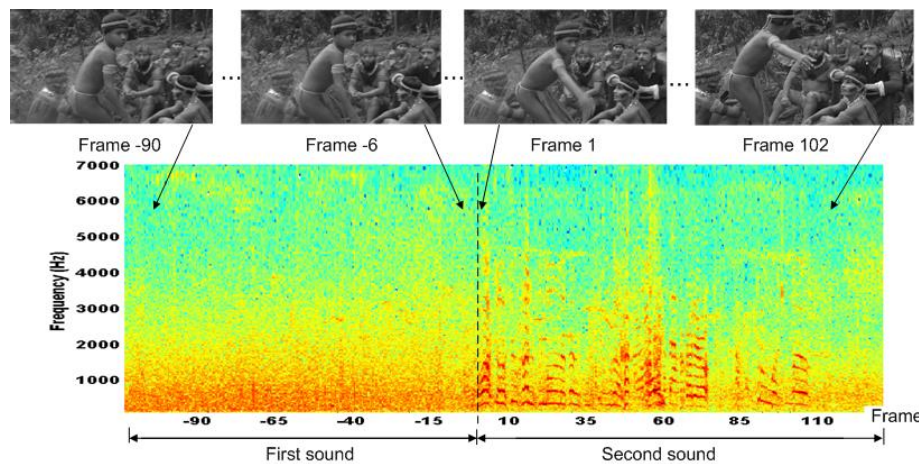 ... ... ...
Frame -90 Frame -6 Frame 1 Frame 102
7000
6000
5000
4000
3000
2000
1000
Frequency (Hz)
-90 -65 -40 -15 10 35 60 85 110 Frame
First sound Second sound